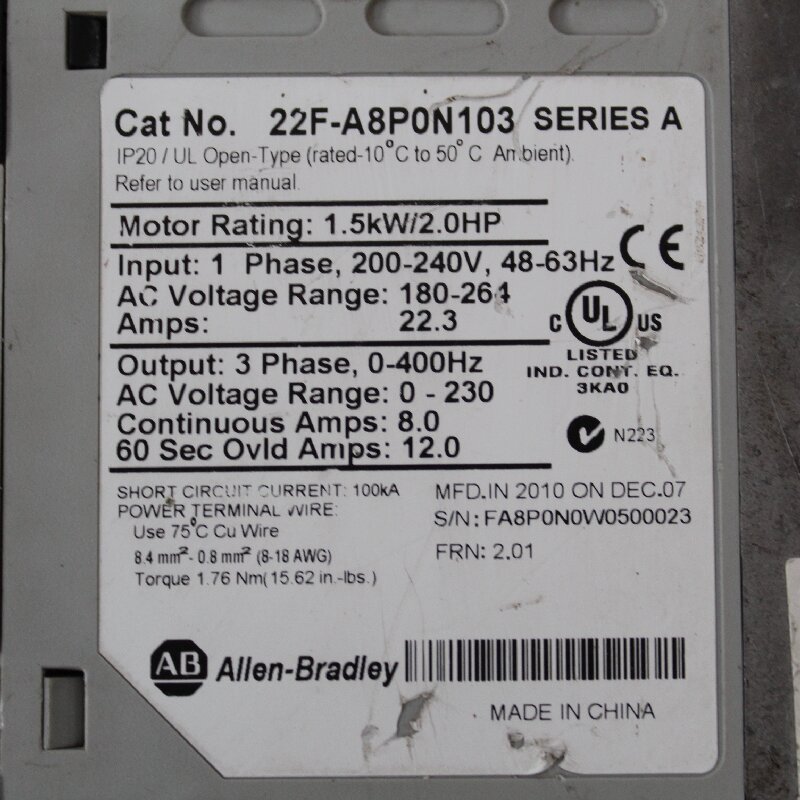 Cat No. 22F-A8P0N103 SERIES A
IP20 / UL Open-Type (rated-10°C to 50°C Ambient).
Refer to user manual
Motor Rating: 1.5kW/2.0HP
Input: 1 Phase, 200-240V, 48-63Hz
CE
AC Voltage Range: 180-264
Amps: 22.3
C UL US
LISTED
IND. CONT. EQ.
3KA0
Output: 3 Phase, 0-400Hz
AC Voltage Range: 0 - 230
Continuous Amps: 8.0
60 Sec Ovld Amps: 12.0
N223
SHORT CIRCUIT CURRENT: 100kA
POWER TERMINAL WIRE:
Use 75°C Cu Wire
8.4 mm²- 0.8 mm² (8-18 AWG)
Torque 1.76 Nm(15.62 in.-lbs.)
MFD.IN 2010 ON DEC.07
S/N: FA8P0N0W0500023
FRN: 2.01
AB Allen-Bradley
MADE IN CHINA